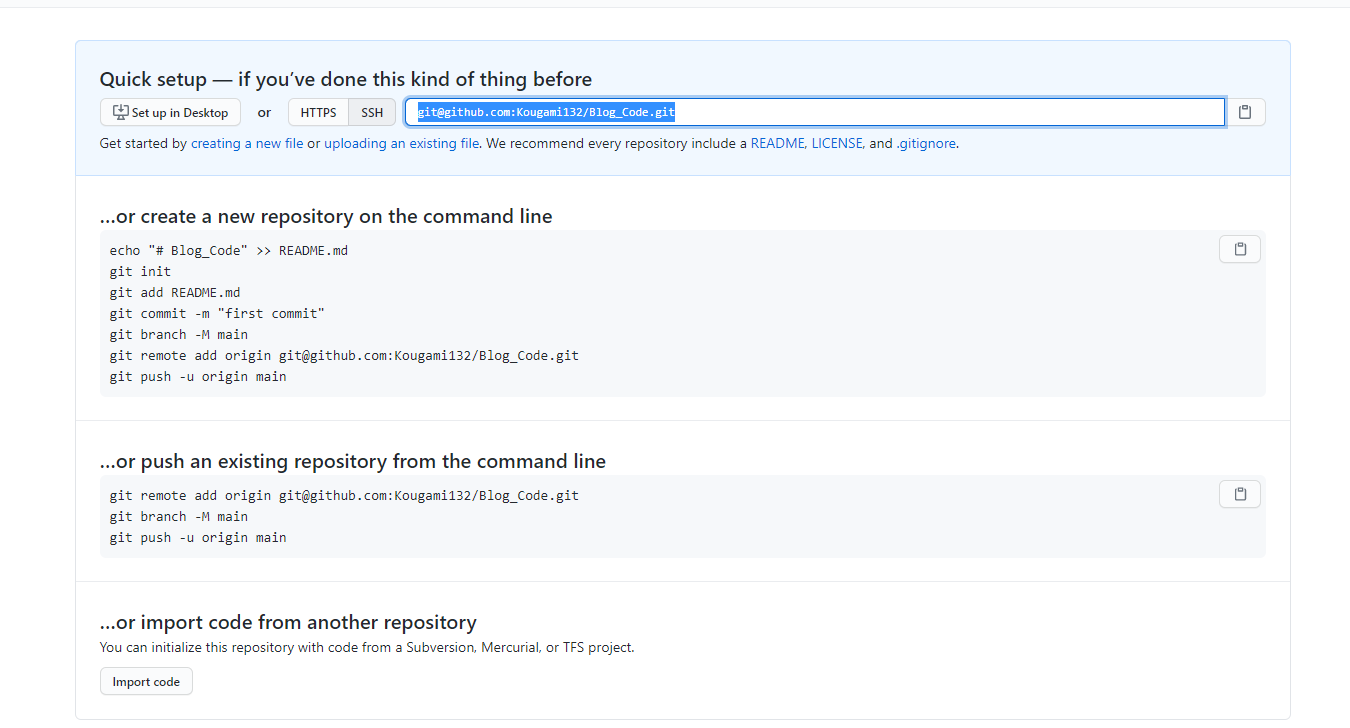 Quick setup — if you’ve done this kind of thing before
Set up in Desktop or HTTPS SSH git@github.com:Kougami132/Blog_Code.git
Get started by creating a new file or uploading an existing file. We recommend every repository include a README, LICENSE, and .gitignore.
…or create a new repository on the command line
echo "# Blog_Code" >> README.md
git init
git add README.md
git commit -m "first commit"
git branch -M main
git remote add origin git@github.com:Kougami132/Blog_Code.git
git push -u origin main
…or push an existing repository from the command line
git remote add origin git@github.com:Kougami132/Blog_Code.git
git branch -M main
git push -u origin main
…or import code from another repository
You can initialize this repository with code from a Subversion, Mercurial, or TFS project.
Import code